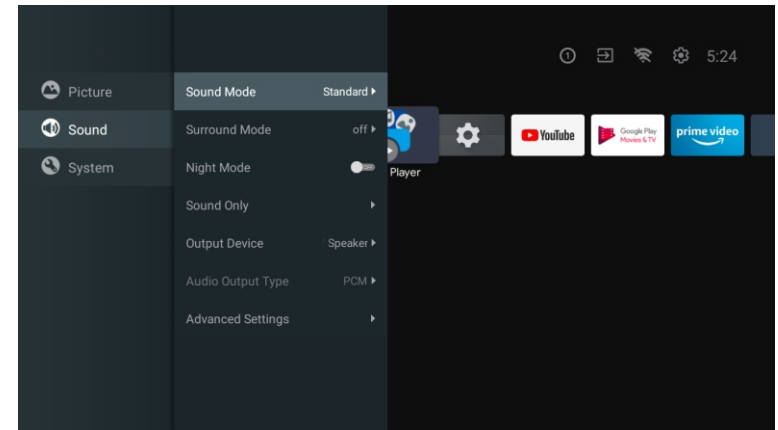 1
5:24
Picture
Sound
System
Sound Mode Standard
Surround Mode off
Night Mode
Sound Only
Output Device Speaker
Audio Output Type PCM
Advanced Settings
Player
YouTube
Google Play
Movies & TV
prime video